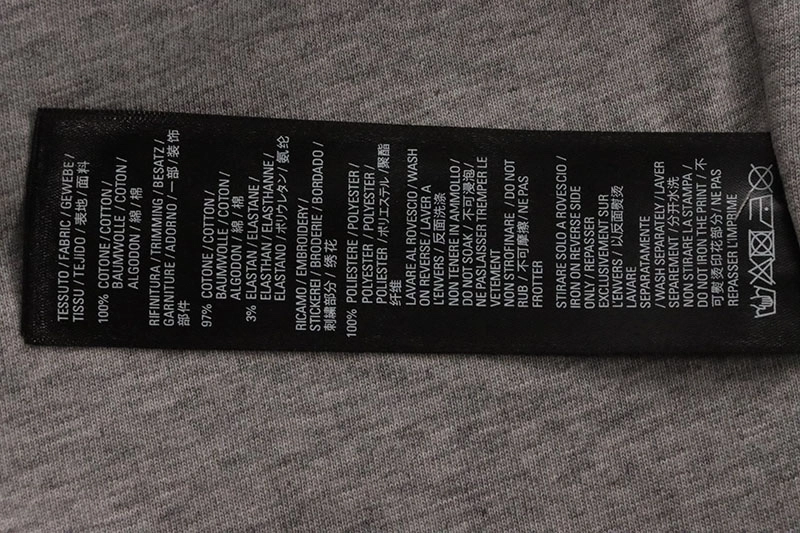 TESSUTO / FABRIC / GEWEBE /
TISSU / TEJIDO / 表地 / 面料
100% COTONE / COTTON /
BAUMWOLLE / COTON /
ALGODON / 綿 / 棉
RIFINITURA / TRIMMING / BESATZ /
GARNITURE / ADORNO / 一部 / 装饰
部件
97% COTONE / COTTON /
BAUMWOLLE / COTON /
ALGODON / 綿 / 棉
3% ELASTAN / ELASTANE /
ELASTHAN / ELASTHANNE /
ELASTANO / ポリウレタン / 氨纶
RICAMO / EMBROIDERY /
STICKEREI / BRODERIE / BORDADO /
刺繍部分 / 绣花
100% POLIESTERE / POLYESTER /
POLYESTER / POLYESTER /
POLIESTER / ポリエステル / 聚酯
纤维
LAVARE AL ROVESCIO / WASH
ON REVERSE / LAVER A
L'ENVERS / 反面洗涤
NON TENERE IN AMMOLLO /
DO NOT SOAK / 不可浸泡 /
NE PAS LAISSER TREMPER LE
VETEMENT
NON STROFINARE / DO NOT
RUB / 不可摩擦 / NE PAS
FROTTER
STIRARE SOLO A ROVESCIO /
IRON ON REVERSE SIDE
ONLY / REPASSER
EXCLUSIVEMENT SUR
L'ENVERS / 以反面熨烫
LAVARE
SEPARATAMENTE
/ WASH SEPARATELY / LAVER
SEPAREMENT / 分开水洗
NON STIRARE LA STAMPA /
DO NOT IRON THE PRINT / 不
可熨烫印花部分 / NE PAS
REPASSER L'IMPRIME